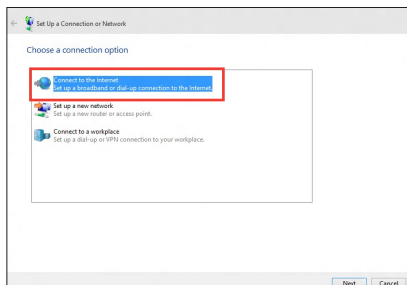 Set Up a Connection or Network
Choose a connection option
Connect to the Internet
Set up a broadband or dial-up connection to the Internet.
Set up a new network
Set up a new router or access point.
Connect to a workplace
Set up a dial-up or VPN connection to your workplace.
Next Cancel